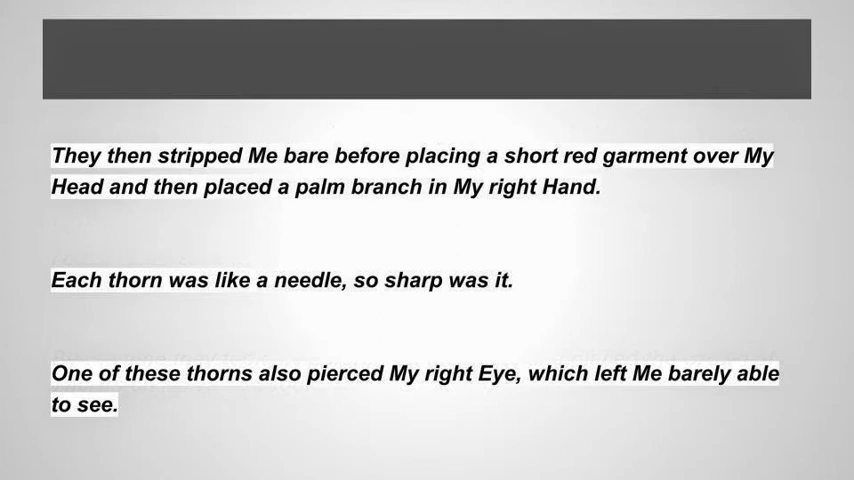 They then stripped Me bare before placing a short red garment over My
Head and then placed a palm branch in My right Hand.
Each thorn was like a needle, so sharp was it.
One of these thorns also pierced My right Eye, which left Me barely able
to see.